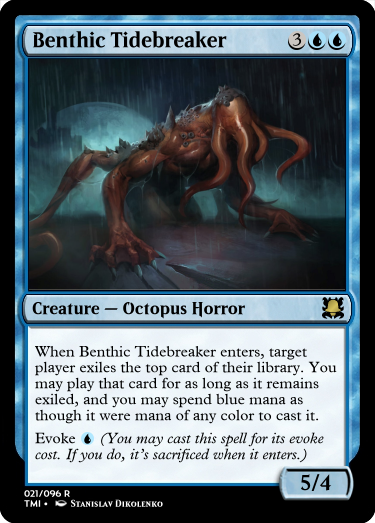 Benthic Tidebreaker 3
Creature — Octopus Horror
When Benthic Tidebreaker enters, target
player exiles the top card of their library. You
may play that card for as long as it remains
exiled, and you may spend blue mana as
though it were mana of any color to cast it.
Evoke (You may cast this spell for its evoke
cost. If you do, it's sacrificed when it enters.)
5/4
021/096 R
TMI • Stanislav Dikolenko